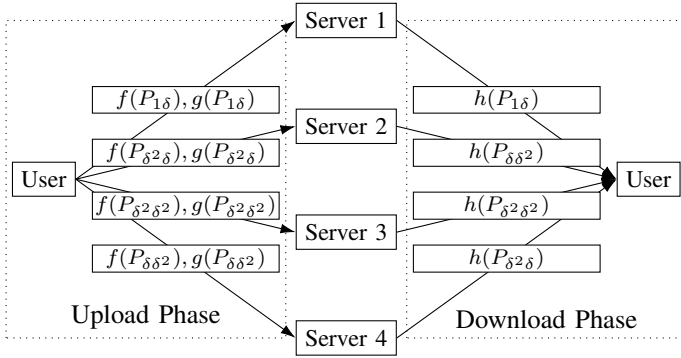 Server 1
f(P_{1δ}), g(P_{1δ})
h(P_{1δ})
Server 2
f(P_{δ²δ}), g(P_{δ²δ})
h(P_{δδ²})
User
User
f(P_{δ²δ²}), g(P_{δ²δ²})
h(P_{δ²δ²})
Server 3
f(P_{δδ²}), g(P_{δδ²})
h(P_{δ²δ})
Upload Phase
Download Phase
Server 4